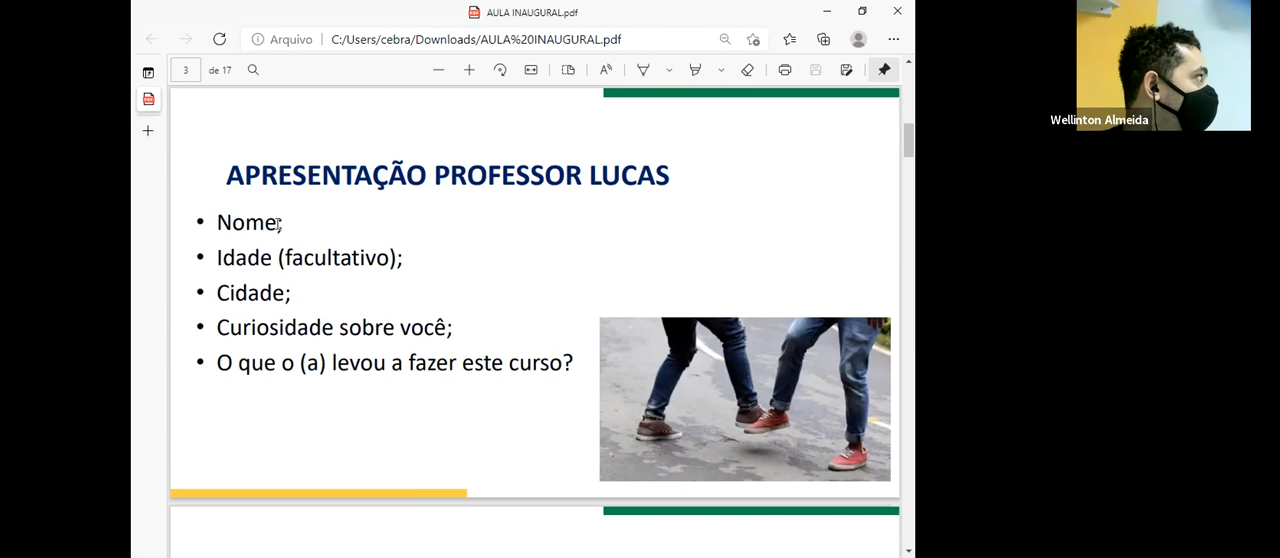 AULA INAUGURAL.pdf
Arquivo | C:/Users/cebra/Downloads/AULA%20INAUGURAL.pdf
3 de 17
Wellinton Almeida
APRESENTAÇÃO PROFESSOR LUCAS
• Nome;
• Idade (facultativo);
• Cidade;
• Curiosidade sobre você;
• O que o (a) levou a fazer este curso?